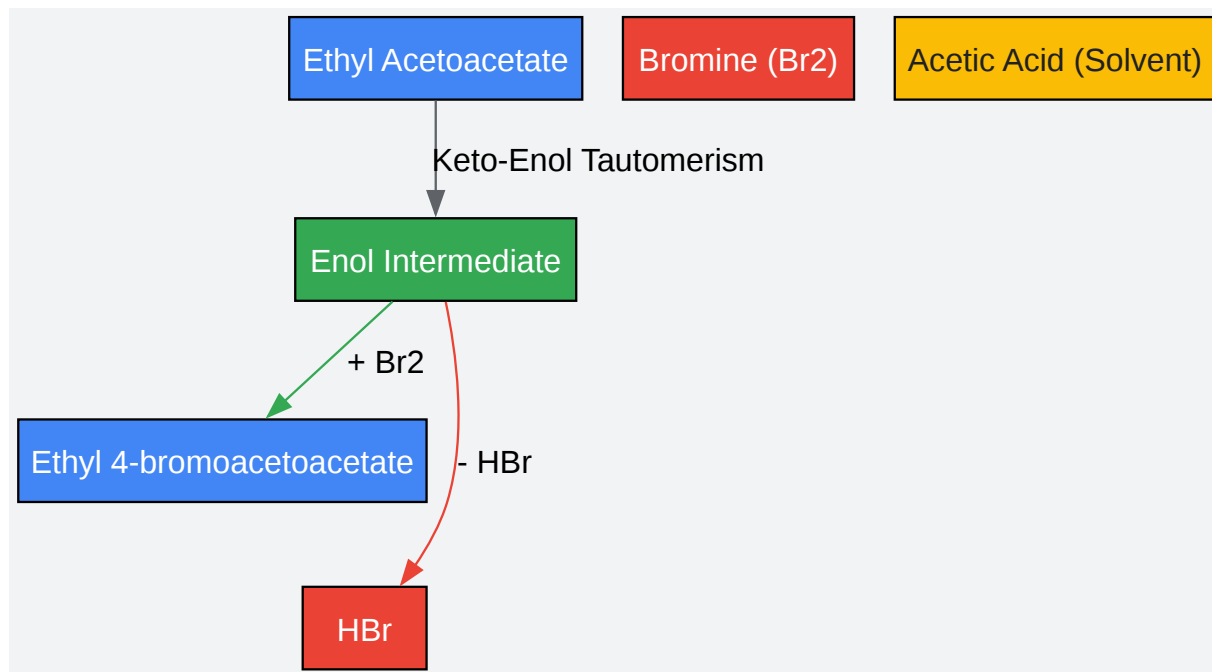 Ethyl Acetoacetate
Bromine (Br2)
Acetic Acid (Solvent)
Keto-Enol Tautomerism
Enol Intermediate
+ Br2
Ethyl 4-bromoacetoacetate
- HBr
HBr